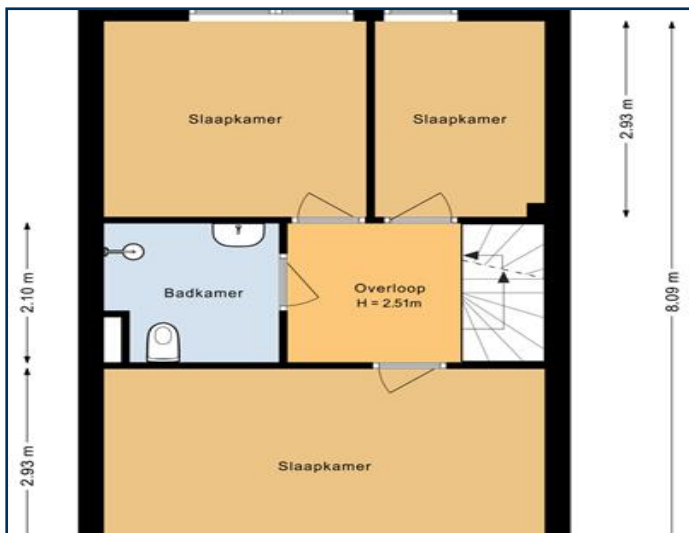 Slaapkamer
Slaapkamer
2.93 m
2.10 m
Badkamer
Overloop
H = 2.51m
8.09 m
Slaapkamer
2.93 m